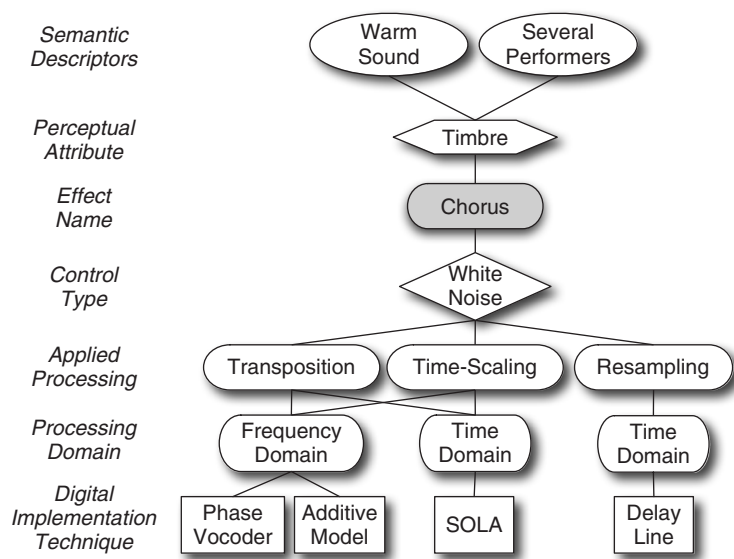 Semantic
Descriptors
Warm
Sound
Several
Performers
Perceptual
Attribute
Timbre
Effect
Name
Chorus
Control
Type
White
Noise
Applied
Processing
Transposition
Time-Scaling
Resampling
Processing
Domain
Frequency
Domain
Time
Domain
Time
Domain
Digital
Implementation
Technique
Phase
Vocoder
Additive
Model
SOLA
Delay
Line